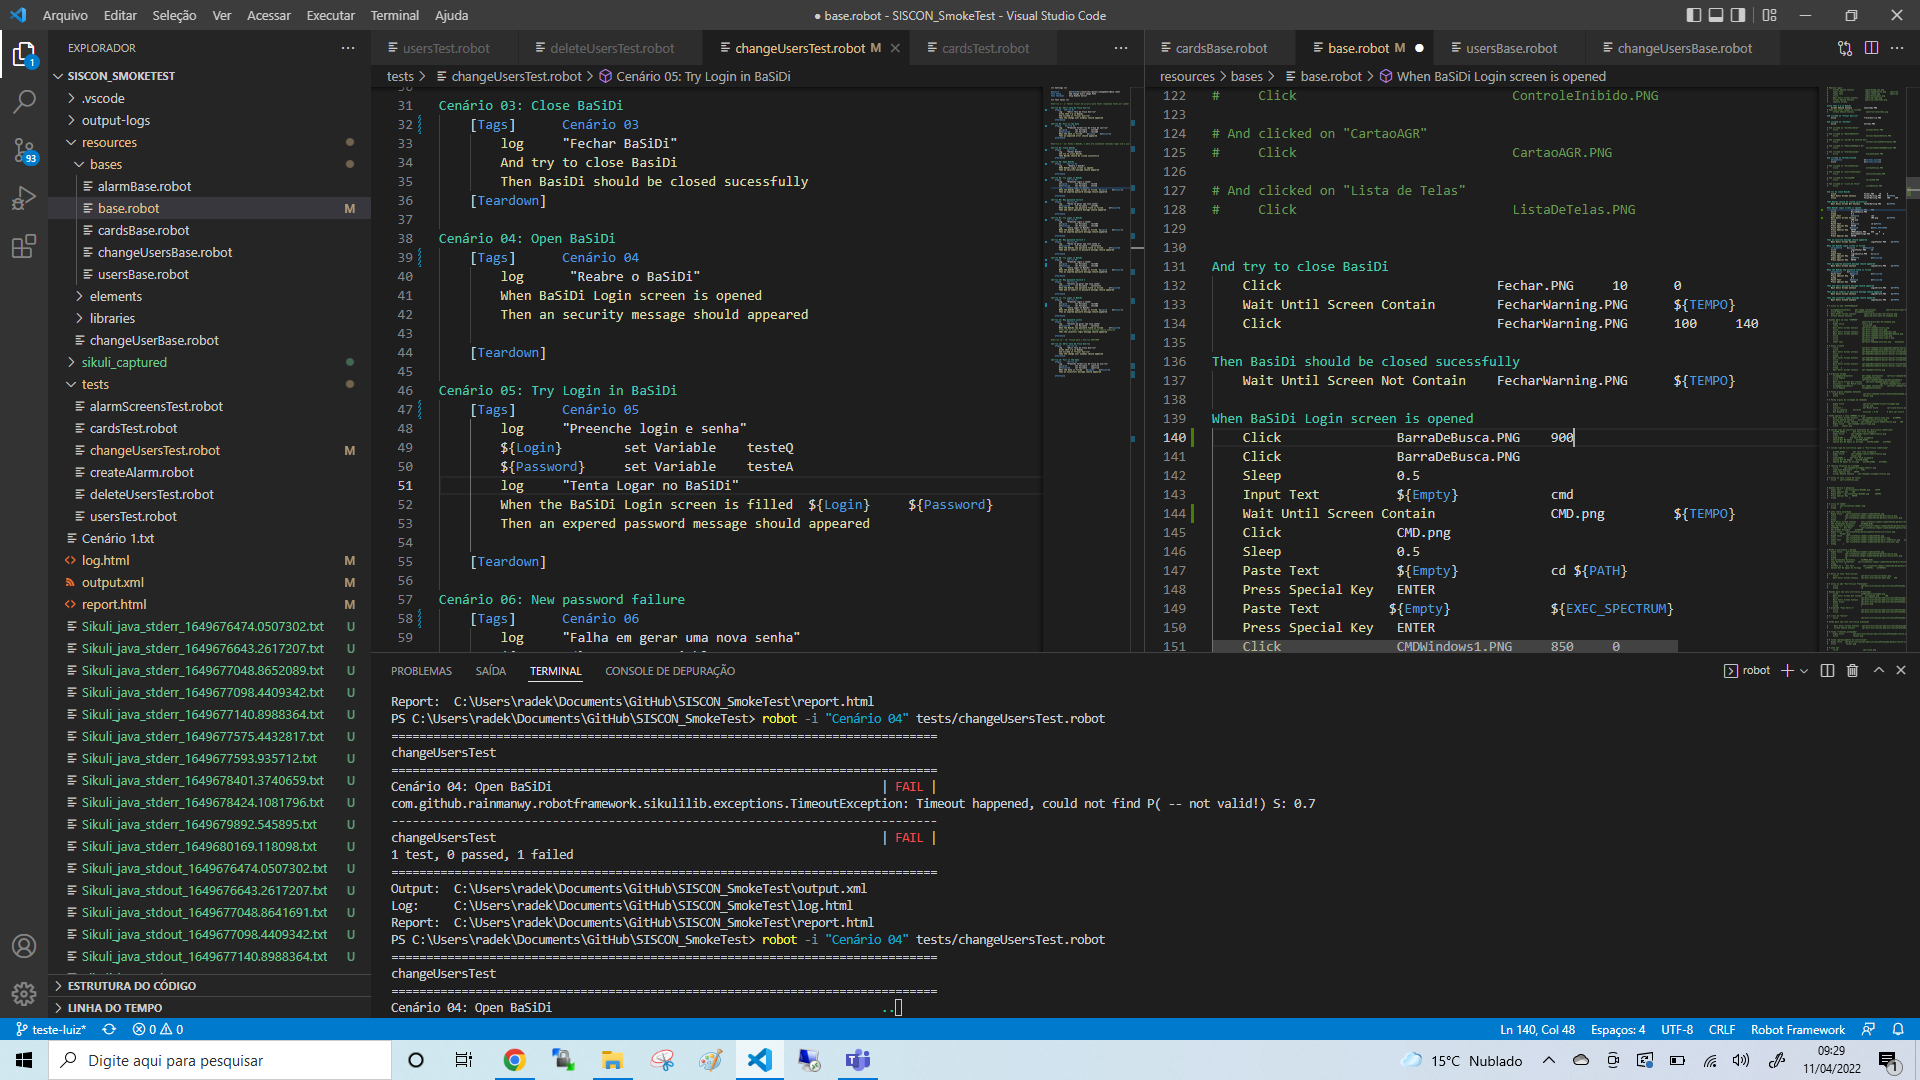 Arquivo Editar Seleção Ver Acessar Executar Terminal Ajuda
● base.robot - SISCON_SmokeTest - Visual Studio Code
EXPLORADOR
SISCON_SMOKETEST
.vscode
output-logs
resources
bases
alarmBase.robot
base.robot M
cardsBase.robot
changeUsersBase.robot
usersBase.robot
elements
libraries
changeUserBase.robot
sikuli_captured
tests
alarmScreensTest.robot
cardsTest.robot
changeUsersTest.robot M
createAlarm.robot
deleteUsersTest.robot
usersTest.robot
Cenário 1.txt
log.html M
output.xml M
report.html M
Sikuli_java_stderr_1649676474.0507302.txt U
Sikuli_java_stderr_1649676643.2617207.txt U
Sikuli_java_stderr_1649677048.8652089.txt U
Sikuli_java_stderr_1649677098.4409342.txt U
Sikuli_java_stderr_1649677140.8988364.txt U
Sikuli_java_stderr_1649677575.4432817.txt U
Sikuli_java_stderr_1649677593.935712.txt U
Sikuli_java_stderr_1649678401.3740659.txt U
Sikuli_java_stderr_1649678424.1081796.txt U
Sikuli_java_stderr_1649679892.545895.txt U
Sikuli_java_stderr_1649680169.118098.txt U
Sikuli_java_stdout_1649676474.0507302.txt U
Sikuli_java_stdout_1649676643.2617207.txt U
Sikuli_java_stdout_1649677048.8641691.txt U
Sikuli_java_stdout_1649677098.4409342.txt U
Sikuli_java_stdout_1649677140.8988364.txt U
ESTRUTURA DO CÓDIGO
LINHA DO TEMPO
1
93
usersTest.robot deleteUsersTest.robot changeUsersTest.robot M cardsTest.robot
tests > changeUsersTest.robot > Cenário 05: Try Login in BaSiDi
31 Cenário 03: Close BaSiDi
32 [Tags] Cenário 03
33 log "Fechar BaSiDi"
34 And try to close BasiDi
35 Then BasiDi should be closed sucessfully
36 [Teardown]
37
38 Cenário 04: Open BaSiDi
39 [Tags] Cenário 04
40 log "Reabre o BaSiDi"
41 When BaSiDi Login screen is opened
42 Then an security message should appeared
43
44 [Teardown]
45
46 Cenário 05: Try Login in BaSiDi
47 [Tags] Cenário 05
48 log "Preenche login e senha"
49 ${Login} set Variable testeQ
50 ${Password} set Variable testeA
51 log "Tenta Logar no BaSiDi"
52 When the BaSiDi Login screen is filled ${Login} ${Password}
53 Then an expered password message should appeared
54
55 [Teardown]
56
57 Cenário 06: New password failure
58 [Tags] Cenário 06
59 log "Falha em gerar uma nova senha"
cardsBase.robot base.robot M ● usersBase.robot changeUsersBase.robot
resources > bases > base.robot > When BaSiDi Login screen is opened
122 # Click ControleInibido.PNG
123
124 # And clicked on "CartaoAGR"
125 # Click CartaoAGR.PNG
126
127 # And clicked on "Lista de Telas"
128 # Click ListaDeTelas.PNG
129
130
131 And try to close BasiDi
132 Click Fechar.PNG 10 0
133 Wait Until Screen Contain FecharWarning.PNG ${TEMPO}
134 Click FecharWarning.PNG 100 140
135
136 Then BasiDi should be closed sucessfully
137 Wait Until Screen Not Contain FecharWarning.PNG ${TEMPO}
138
139 When BaSiDi Login screen is opened
140 Click BarraDeBusca.PNG 900
141 Click BarraDeBusca.PNG
142 Sleep 0.5
143 Input Text ${Empty} cmd
144 Wait Until Screen Contain CMD.png ${TEMPO}
145 Click CMD.png
146 Sleep 0.5
147 Paste Text ${Empty} cd ${PATH}
148 Press Special Key ENTER
149 Paste Text ${Empty} ${EXEC_SPECTRUM}
150 Press Special Key ENTER
151 Click CMDWindows1.PNG 850 0
PROBLEMAS SAÍDA TERMINAL CONSOLE DE DEPURAÇÃO
robot
Report: C:\Users\radek\Documents\GitHub\SISCON_SmokeTest\report.html
PS C:\Users\radek\Documents\GitHub\SISCON_SmokeTest> robot -i "Cenário 04" tests/changeUsersTest.robot
==============================================================================
changeUsersTest
==============================================================================
Cenário 04: Open BaSiDi | FAIL |
com.github.rainmanwy.robotframework.sikulilib.exceptions.TimeoutException: Timeout happened, could not find P( -- not valid!) S: 0.7
------------------------------------------------------------------------------
changeUsersTest | FAIL |
1 test, 0 passed, 1 failed
==============================================================================
Output: C:\Users\radek\Documents\GitHub\SISCON_SmokeTest\output.xml
Log: C:\Users\radek\Documents\GitHub\SISCON_SmokeTest\log.html
Report: C:\Users\radek\Documents\GitHub\SISCON_SmokeTest\report.html
PS C:\Users\radek\Documents\GitHub\SISCON_SmokeTest> robot -i "Cenário 04" tests/changeUsersTest.robot
==============================================================================
changeUsersTest
==============================================================================
Cenário 04: Open BaSiDi ..
teste-luiz* 0 0
Ln 140, Col 48 Espaços: 4 UTF-8 CRLF Robot Framework
Digite aqui para pesquisar
15°C Nublado
09:29
11/04/2022
1